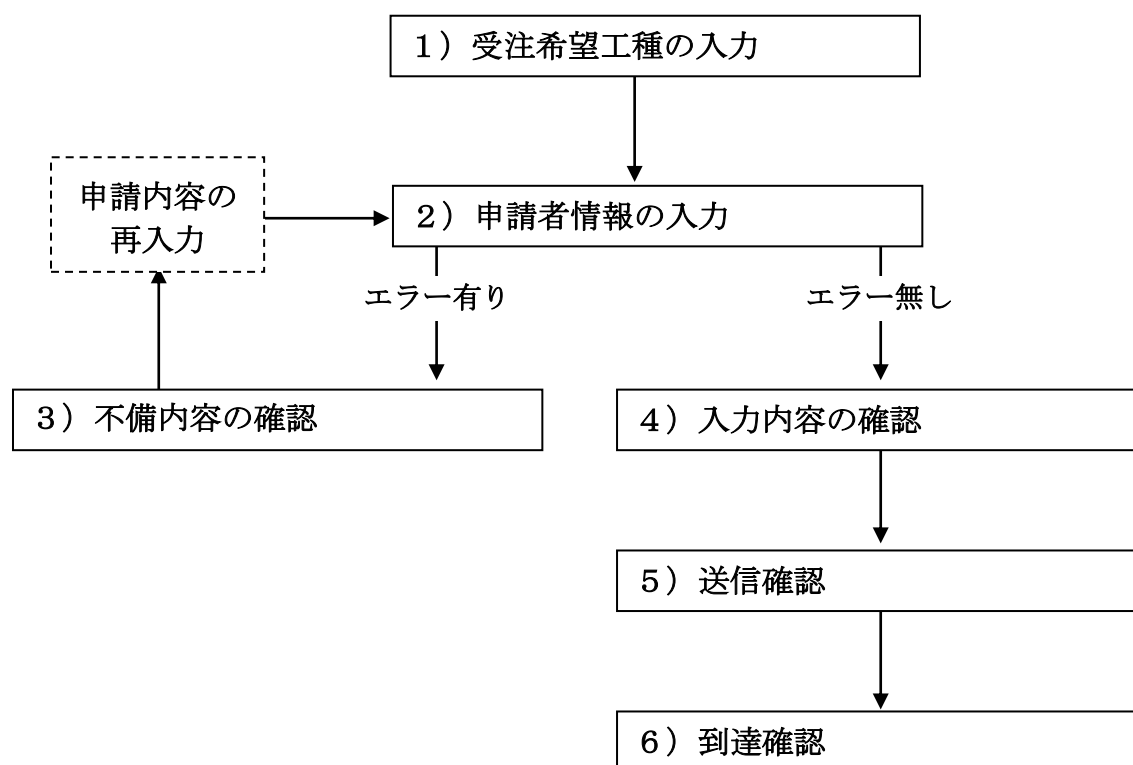 １）受注希望工種の入力
申請内容の
再入力
２）申請者情報の入力
エラー有り
エラー無し
３）不備内容の確認
４）入力内容の確認
５）送信確認
６）到達確認